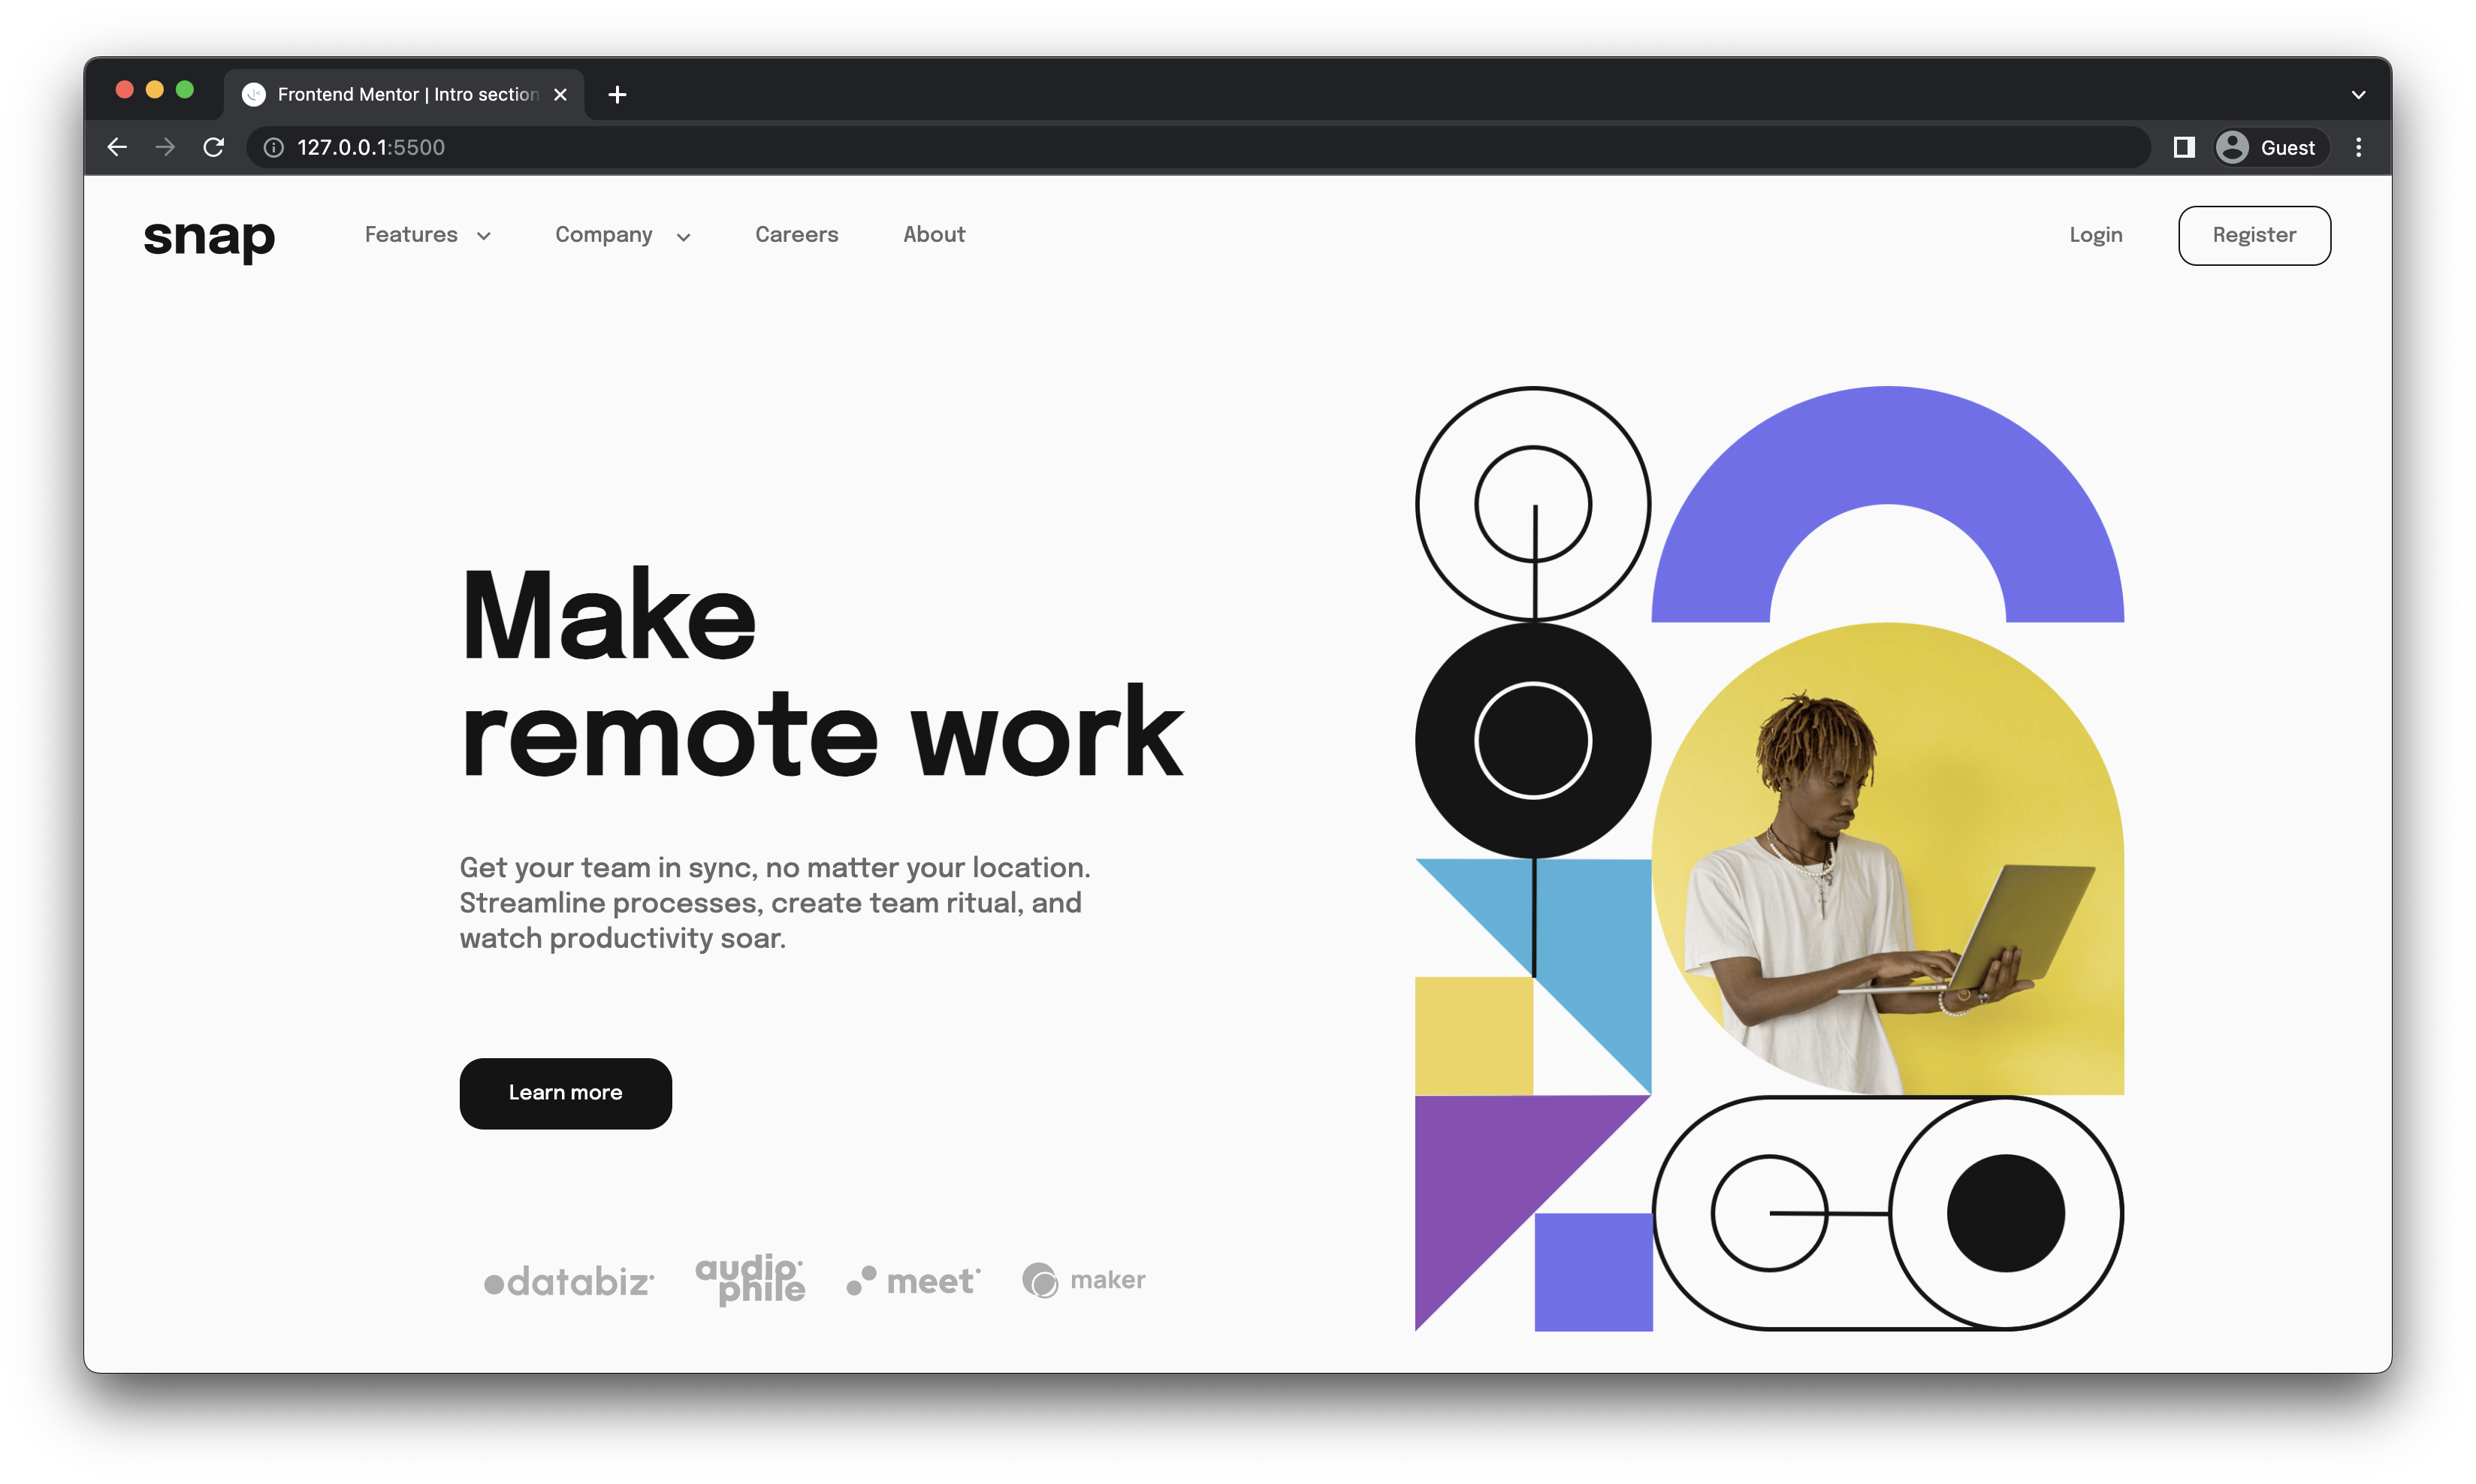 Frontend Mentor | Intro section
127.0.0.1:5500
Guest
snap
Features
Company
Careers
About
Login
Register
Make
remote work
Get your team in sync, no matter your location.
Streamline processes, create team ritual, and
watch productivity soar.
Learn more
databiz
audio
phile
meet
maker